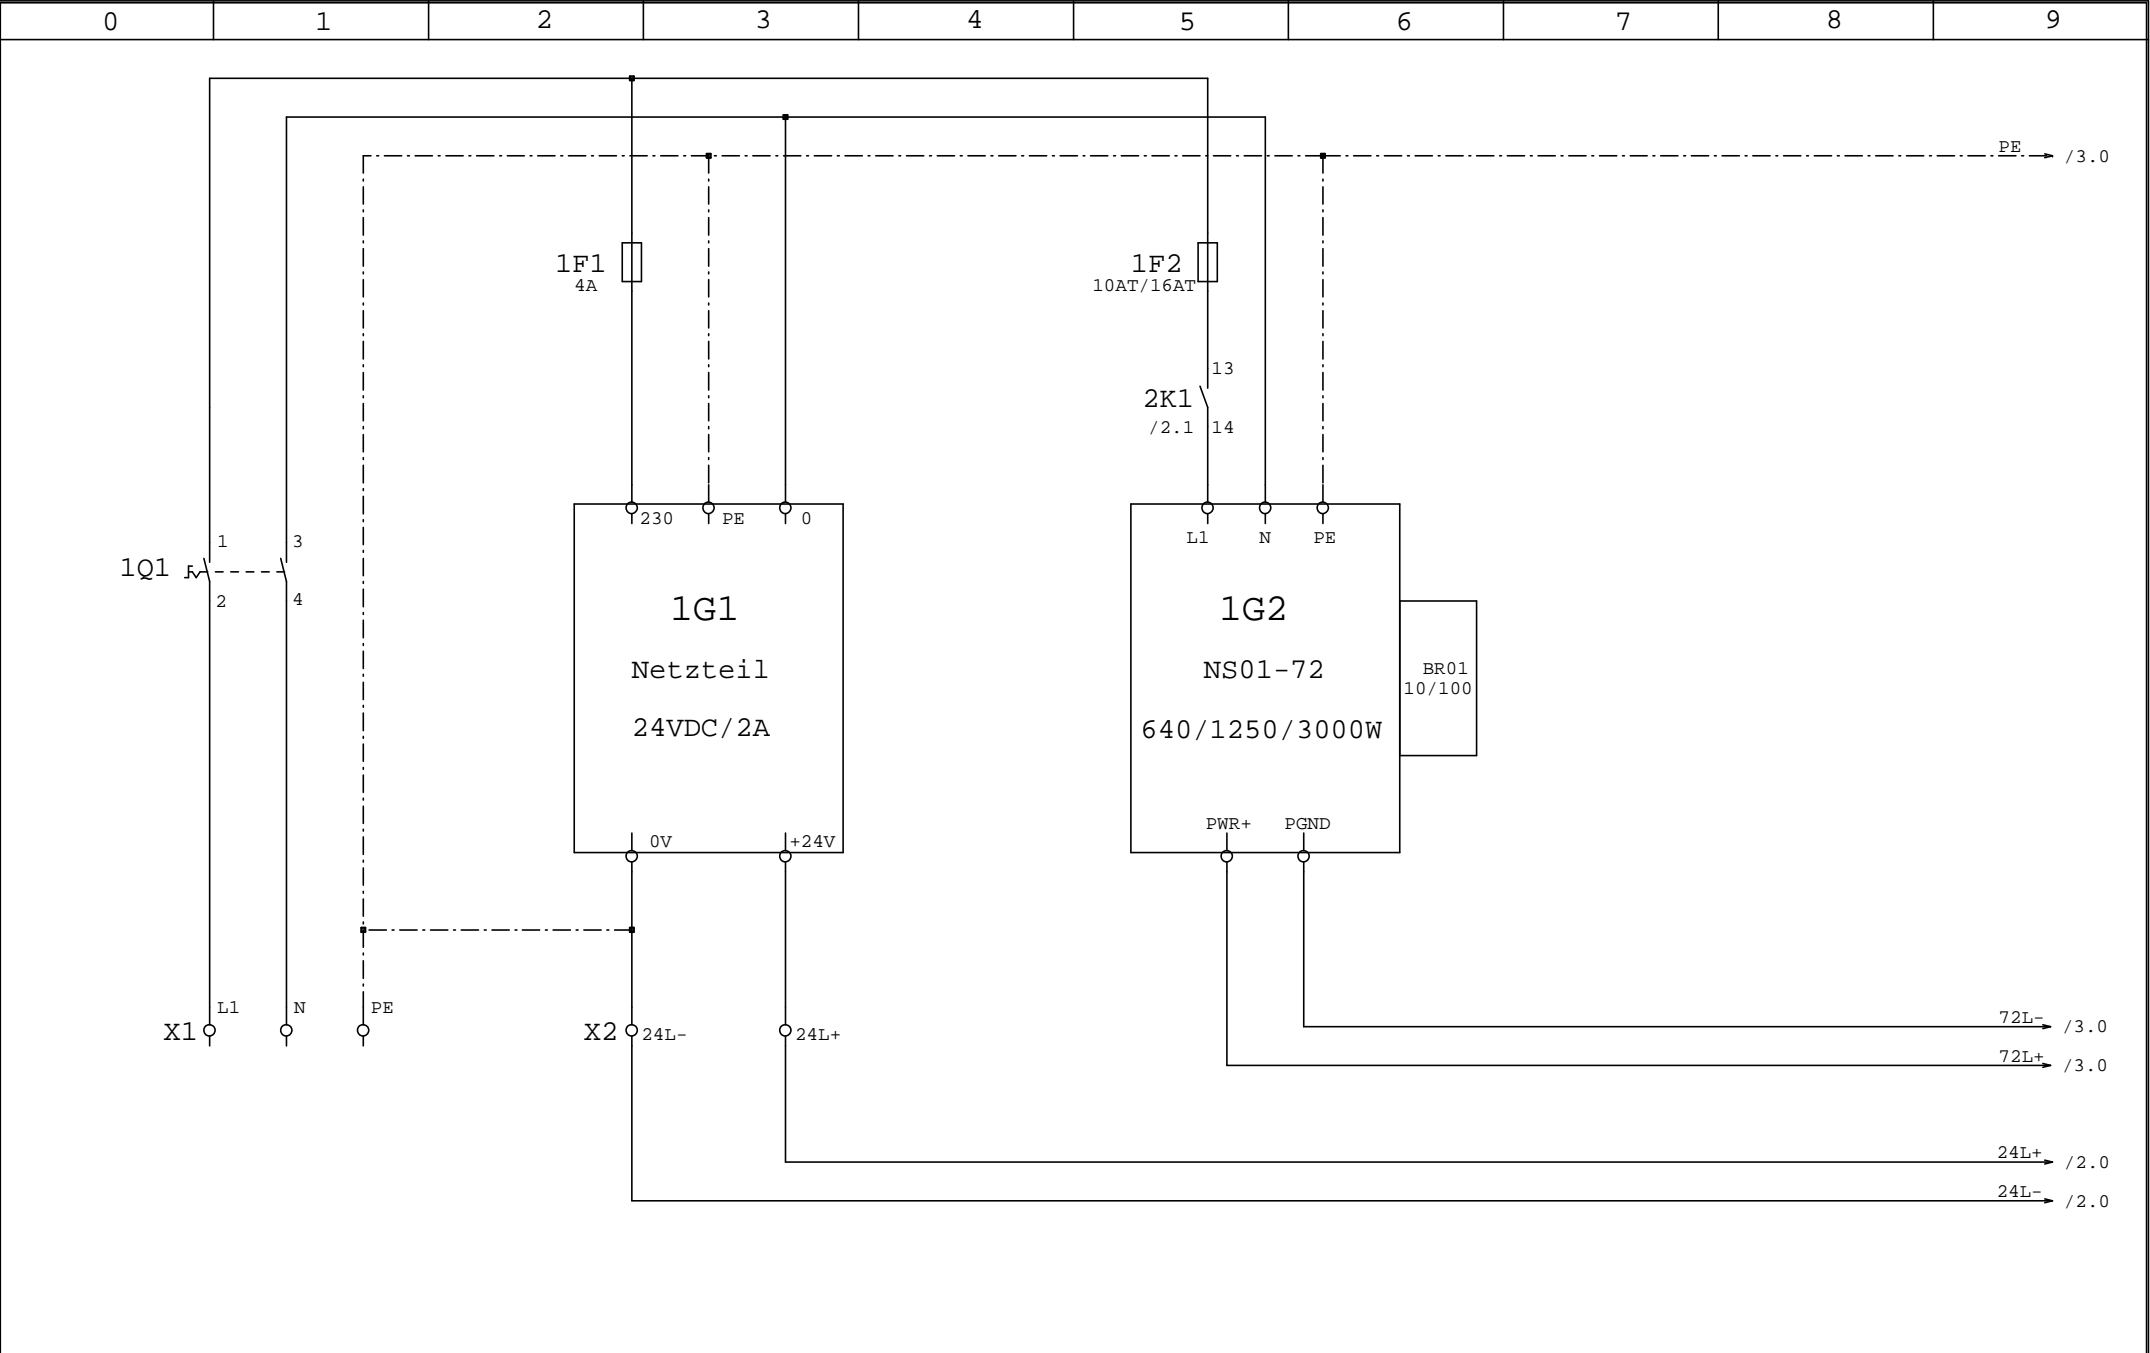 0 1 2 3 4 5 6 7 8 9
PE /3.0
1F1
4A
1F2
10AT/16AT
13
2K1
/2.1 14
230 PE 0
L1 N PE
1 3
1Q1
2 4
1G1
Netzteil
24VDC/2A
1G2
NS01-72
640/1250/3000W
BR01
10/100
0V +24V
PWR+ PGND
L1 N PE
X1
X2 24L- 24L+
72L- /3.0
72L+ /3.0
24L+ /2.0
24L- /2.0